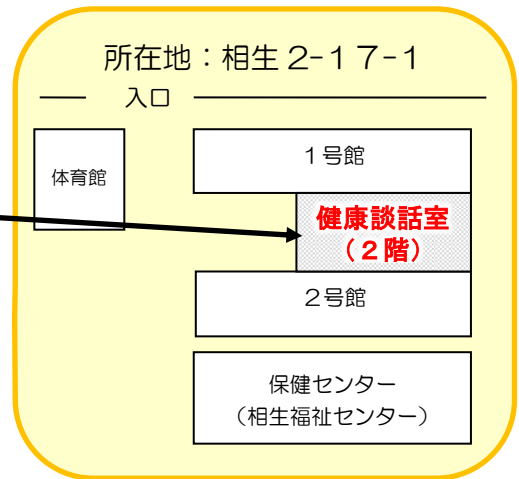 所在地：相生２-１７-１
入口
体育館
１号館
健康談話室
（２階）
２号館
保健センター
（相生福祉センター）